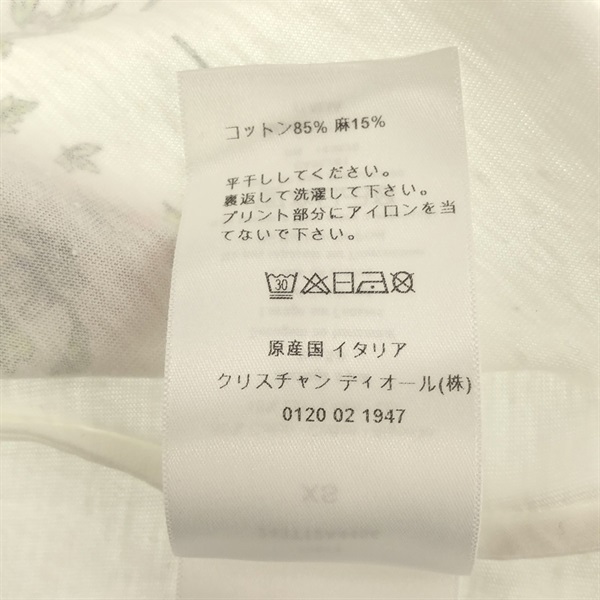 コットン85% 麻15%
平干ししてください。
裏返して洗濯して下さい。
プリント部分にアイロンを当
てないで下さい。
30
原産国 イタリア
クリスチャン ディオール(株)
0120 02 1947
XS